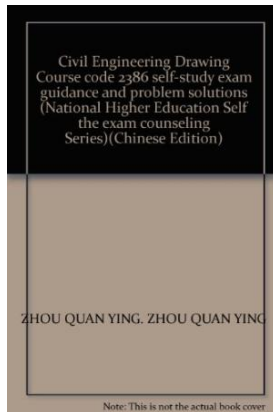 Civil Engineering Drawing
Course code 2386 self-study exam
guidance and problem solutions
(National Higher Education Self
the exam counseling
Series)(Chinese Edition)
ZHOU QUAN YING. ZHOU QUAN YING
Note: This is not the actual book cover